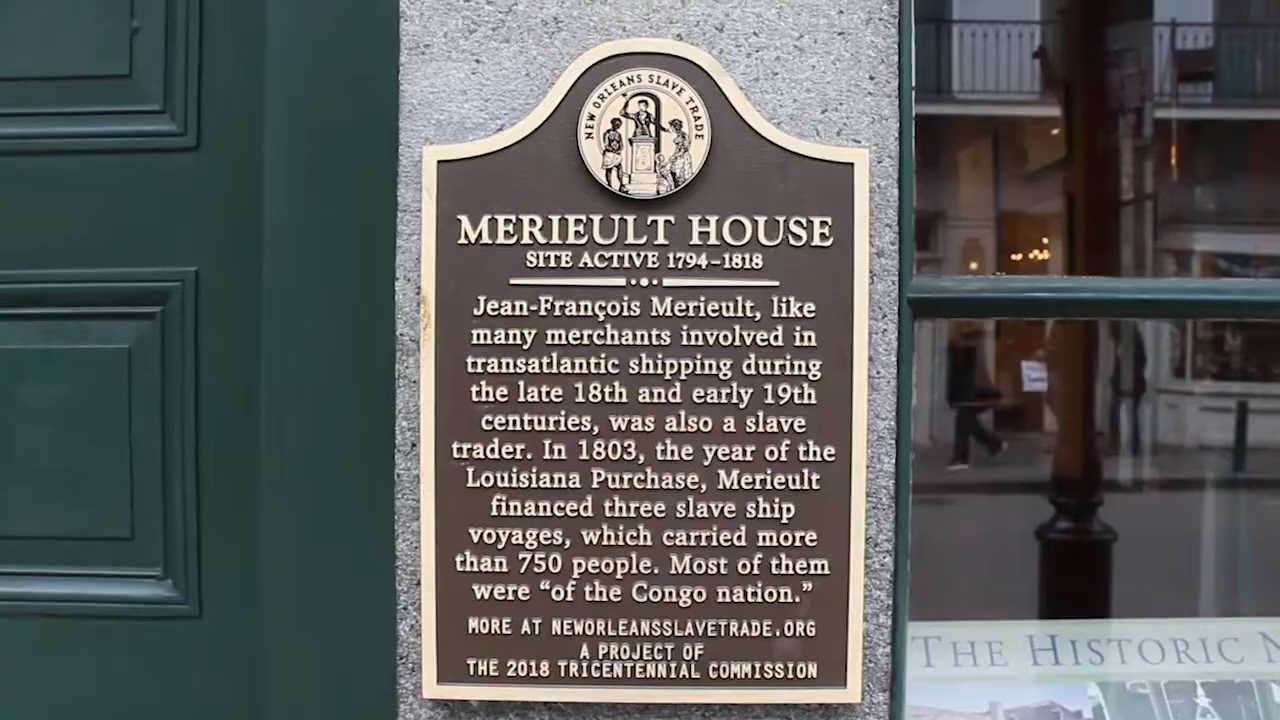 NEW ORLEANS SLAVE TRADE
MERIEULT HOUSE
SITE ACTIVE 1794-1818
Jean-François Merieult, like
many merchants involved in
transatlantic shipping during
the late 18th and early 19th
centuries, was also a slave
trader. In 1803, the year of the
Louisiana Purchase, Merieult
financed three slave ship
voyages, which carried more
than 750 people. Most of them
were “of the Congo nation.”
MORE AT NEWORLEANSSLAVETRADE.ORG
A PROJECT OF
THE 2018 TRICENTENNIAL COMMISSION
THE HISTORIC N